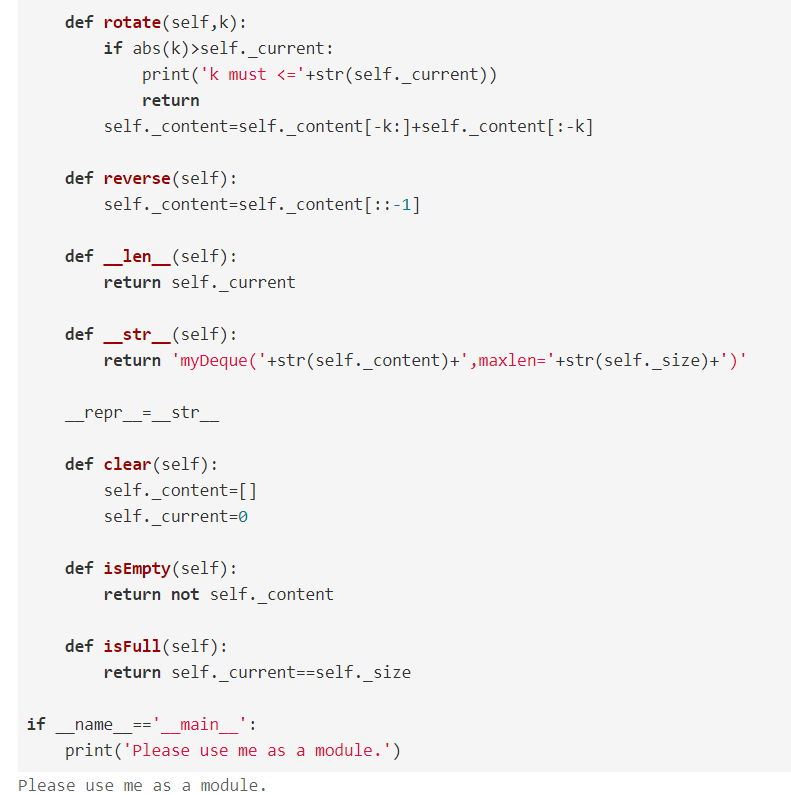 def rotate(self,k):
if abs(k)>self._current:
print('k must <='+str(self._current))
return
self._content=self._content[-k:]+self._content[:-k]
def reverse(self):
self._content=self._content[::-1]
def __len__(self):
return self._current
def __str__(self):
return 'myDeque('+str(self._content)+',maxlen='+str(self._size)+')'
__repr__=__str__
def clear(self):
self._content=[]
self._current=0
def isEmpty(self):
return not self._content
def isFull(self):
return self._current==self._size
if __name__=='__main__':
print('Please use me as a module.')
Please use me as a module.